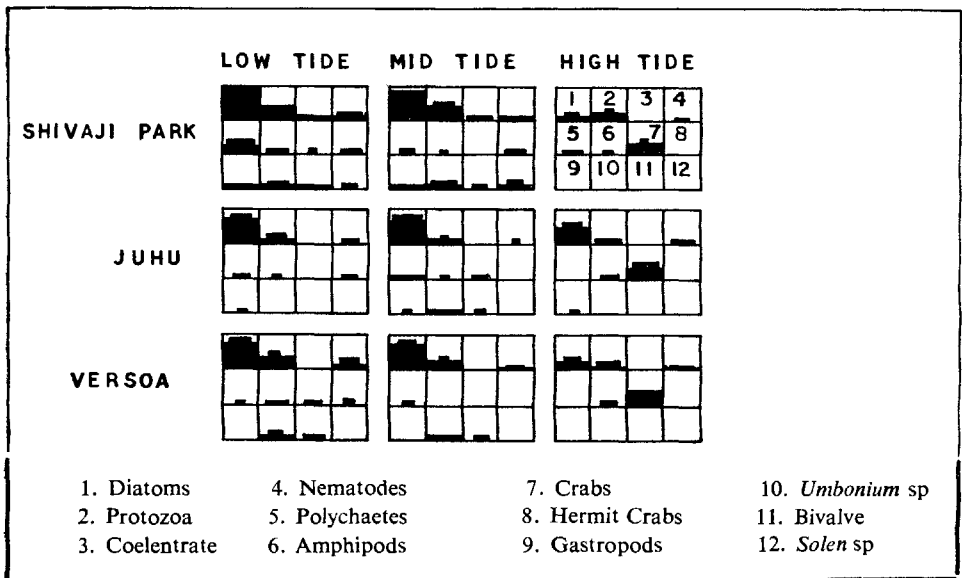 LOW TIDE MID TIDE HIGH TIDE
SHIVAJI PARK
1 2 3 4
5 6 7 8
9 10 11 12
JUHU
VERSOA
1. Diatoms 4. Nematodes 7. Crabs 10. Umbonium sp
2. Protozoa 5. Polychaetes 8. Hermit Crabs 11. Bivalve
3. Coelentrate 6. Amphipods 9. Gastropods 12. Solen sp